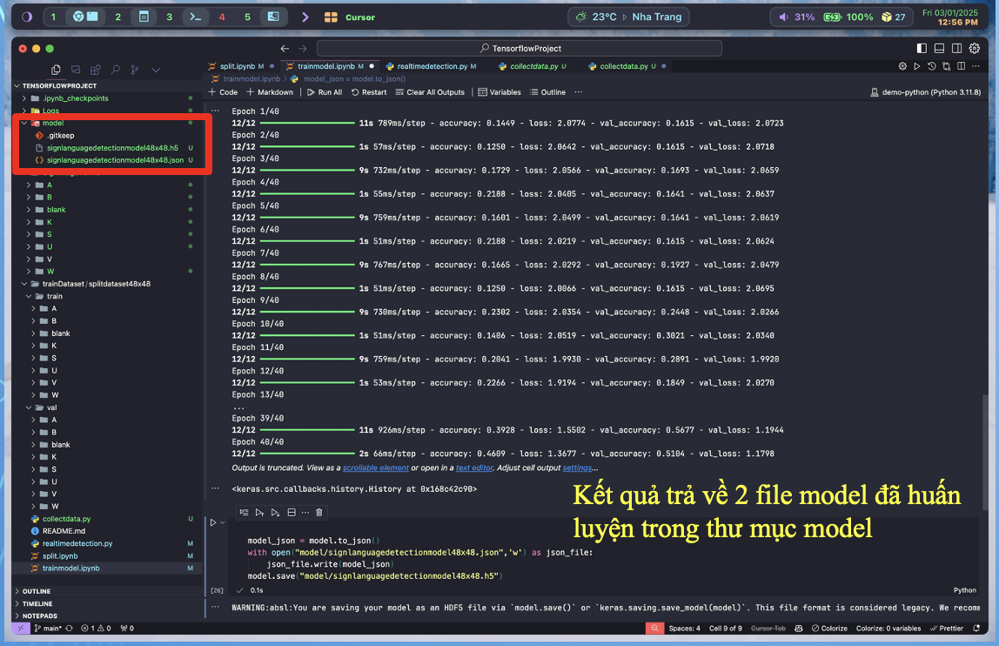 1
2
3
4
5
Cursor
23°C
Nha Trang
31%
100%
27
Fri 03/01/2025
12:56 PM
TensorflowProject
split.ipynb M
trainmodel.ipynb M
realtimedetection.py M
collectdata.py U
collectdata.py U
trainmodel.ipynb > model_json = model.to_json()
+ Code + Markdown Run All Restart Clear All Outputs Variables Outline ...
demo-python (Python 3.11.8)
TENSORFLOWPROJECT
.ipynb_checkpoints
Logs
model
.gitkeep
signlanguagedetectionmodel48x48.h5 U
signlanguagedetectionmodel48x48.json U
A
B
blank
K
S
U
V
W
trainDataset/splitdataset48x48
train
A
B
blank
K
S
U
V
W
val
A
B
blank
K
S
U
V
W
collectdata.py U
README.md
realtimedetection.py M
split.ipynb M
trainmodel.ipynb M
OUTLINE
TIMELINE
NOTEPADS
Epoch 1/40
12/12 11s 789ms/step - accuracy: 0.1449 - loss: 2.0774 - val_accuracy: 0.1615 - val_loss: 2.0723
Epoch 2/40
12/12 1s 57ms/step - accuracy: 0.1250 - loss: 2.0642 - val_accuracy: 0.1615 - val_loss: 2.0718
Epoch 3/40
12/12 9s 732ms/step - accuracy: 0.1729 - loss: 2.0566 - val_accuracy: 0.1693 - val_loss: 2.0659
Epoch 4/40
12/12 1s 55ms/step - accuracy: 0.2188 - loss: 2.0405 - val_accuracy: 0.1641 - val_loss: 2.0637
Epoch 5/40
12/12 9s 759ms/step - accuracy: 0.1601 - loss: 2.0499 - val_accuracy: 0.1641 - val_loss: 2.0619
Epoch 6/40
12/12 1s 51ms/step - accuracy: 0.2188 - loss: 2.0219 - val_accuracy: 0.1615 - val_loss: 2.0624
Epoch 7/40
12/12 9s 767ms/step - accuracy: 0.1665 - loss: 2.0292 - val_accuracy: 0.1927 - val_loss: 2.0479
Epoch 8/40
12/12 1s 51ms/step - accuracy: 0.1250 - loss: 2.0066 - val_accuracy: 0.1615 - val_loss: 2.0695
Epoch 9/40
12/12 9s 730ms/step - accuracy: 0.2302 - loss: 2.0354 - val_accuracy: 0.2448 - val_loss: 2.0266
Epoch 10/40
12/12 1s 51ms/step - accuracy: 0.1406 - loss: 2.0519 - val_accuracy: 0.3021 - val_loss: 2.0340
Epoch 11/40
12/12 9s 759ms/step - accuracy: 0.2041 - loss: 1.9930 - val_accuracy: 0.2891 - val_loss: 1.9920
Epoch 12/40
12/12 1s 53ms/step - accuracy: 0.2266 - loss: 1.9194 - val_accuracy: 0.1849 - val_loss: 2.0270
Epoch 13/40
...
Epoch 39/40
12/12 11s 926ms/step - accuracy: 0.3928 - loss: 1.5502 - val_accuracy: 0.5677 - val_loss: 1.1944
Epoch 40/40
12/12 2s 66ms/step - accuracy: 0.4609 - loss: 1.3677 - val_accuracy: 0.5104 - val_loss: 1.1798
Output is truncated. View as a scrollable element or open in a text editor. Adjust cell output settings...
<keras.src.callbacks.history.History at 0x168c42c90>
Kết quả trả về 2 file model đã huấn
luyện trong thư mục model
model_json = model.to_json()
with open("model/signlanguagedetectionmodel48x48.json",'w') as json_file:
json_file.write(model_json)
model.save("model/signlanguagedetectionmodel48x48.h5")
[26] 0.1s Python
WARNING:absl:You are saving your model as an HDF5 file via `model.save()` or `keras.saving.save_model(model)`. This file format is considered legacy. We recomm
main* 1 0 0 Spaces: 4 Cell 9 of 9 Cursor Tab Colorize Colorize: 0 variables Prettier